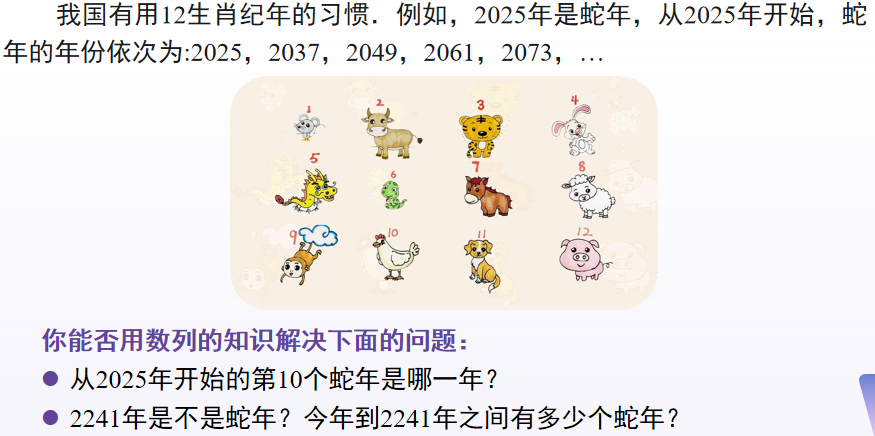 我国有用12生肖纪年的习惯．例如，2025年是蛇年，从2025年开始，蛇
年的年份依次为:2025，2037，2049，2061，2073，…
1 2 3 4
5 6 7 8
9 10 11 12
你能否用数列的知识解决下面的问题：
● 从2025年开始的第10个蛇年是哪一年？
● 2241年是不是蛇年？今年到2241年之间有多少个蛇年？